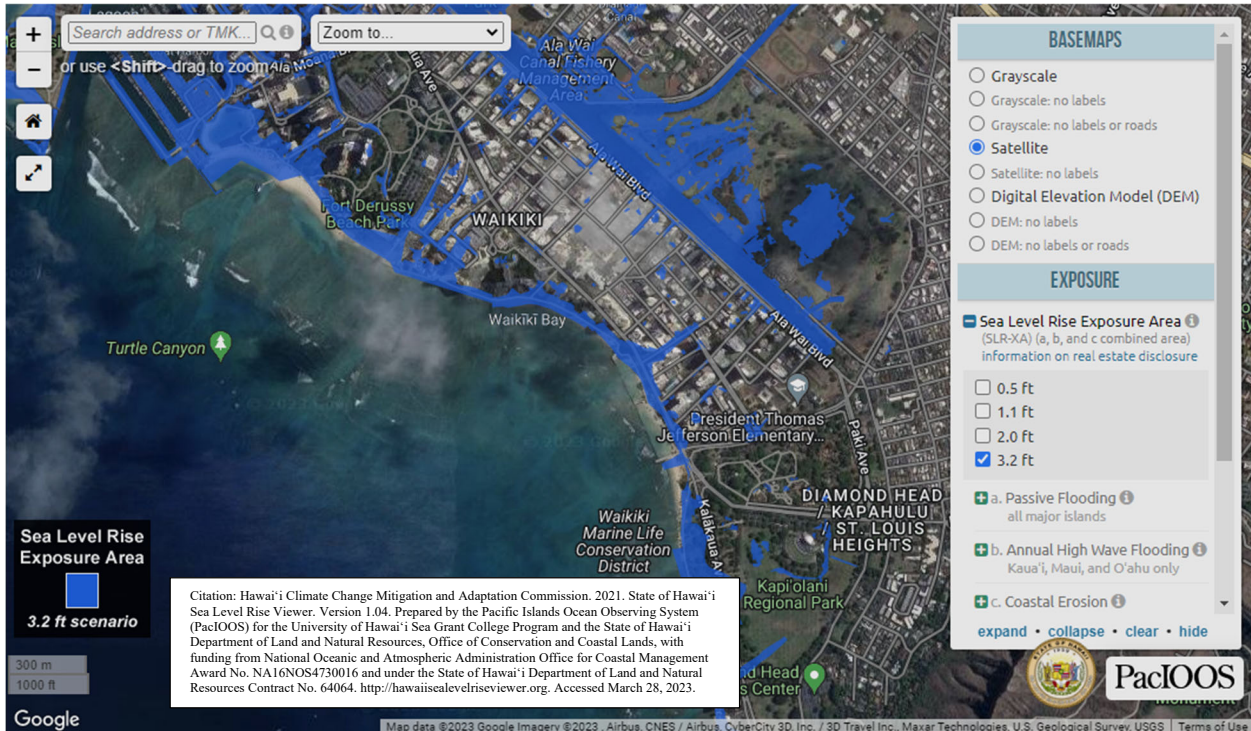 Search address or TMK...
Zoom to...
or use <Shift>-drag to zoom
Ala Moana B
Ala Wai
Canal Fishery
Management
Area
Ala Wai Blvd
Fort Derussy
Beach Park
WAIKIKI
Waikīkī Bay
Turtle Canyon
Ala Wai Blvd
President Thomas
Jefferson Elementary...
Paki Ave
DIAMOND HEAD
/ KAPAHULU
/ ST. LOUIS
HEIGHTS
Waikiki
Marine Life
Conservation
District
Kalākaua A
Kapiʻolani
Regional Park
BASEMAPS
Grayscale
Grayscale: no labels
Grayscale: no labels or roads
Satellite
Satellite: no labels
Digital Elevation Model (DEM)
DEM: no labels
DEM: no labels or roads
EXPOSURE
Sea Level Rise Exposure Area
(SLR-XA) (a, b, and c combined area)
information on real estate disclosure
0.5 ft
1.1 ft
2.0 ft
3.2 ft
a. Passive Flooding
all major islands
b. Annual High Wave Flooding
Kauaʻi, Maui, and Oʻahu only
c. Coastal Erosion
expand • collapse • clear • hide
Sea Level Rise
Exposure Area
3.2 ft scenario
Citation: Hawaiʻi Climate Change Mitigation and Adaptation Commission. 2021. State of Hawaiʻi
Sea Level Rise Viewer. Version 1.04. Prepared by the Pacific Islands Ocean Observing System
(PacIOOS) for the University of Hawaiʻi Sea Grant College Program and the State of Hawaiʻi
Department of Land and Natural Resources, Office of Conservation and Coastal Lands, with
funding from National Oceanic and Atmospheric Administration Office for Coastal Management
Award No. NA16NOS4730016 and under the State of Hawaiʻi Department of Land and Natural
Resources Contract No. 64064. http://hawaiisealevelriseviewer.org. Accessed March 28, 2023.
300 m
1000 ft
Google
PacIOOS
Map data ©2023 Google Imagery ©2023 , Airbus, CNES / Airbus, CyberCity 3D, Inc. / 3D Travel Inc., Maxar Technologies, U.S. Geological Survey, USGS
Terms of Use